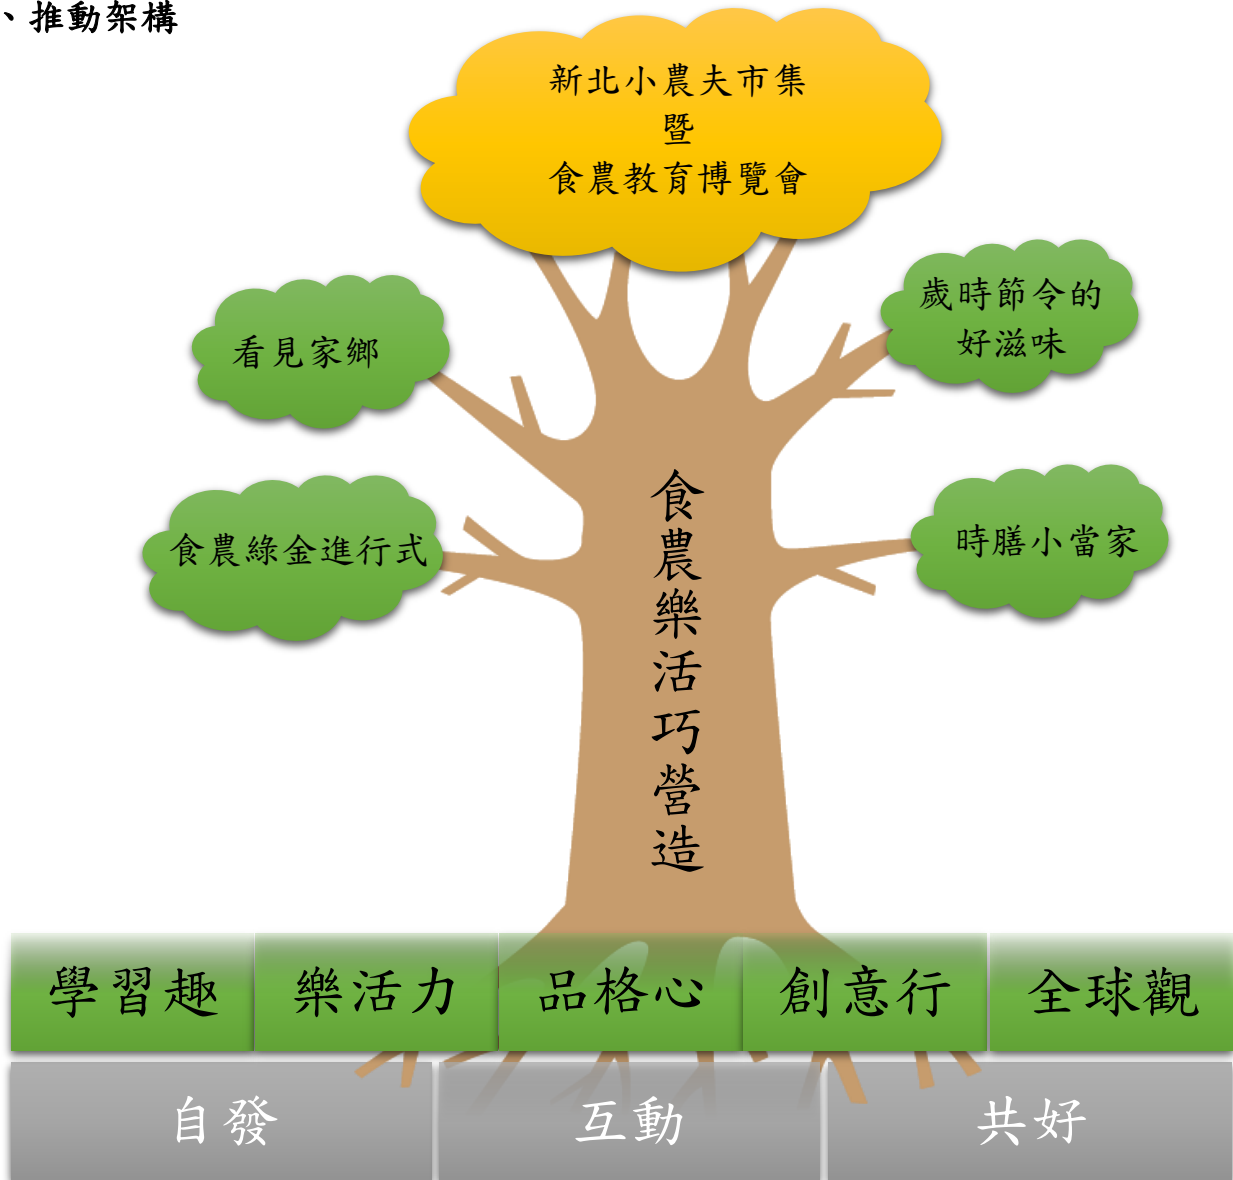 、推動架構
新北小農夫市集
暨
食農教育博覽會
看見家鄉
歲時節令的
好滋味
食農綠金進行式
時膳小當家
食農樂活巧營造
學習趣
樂活力
品格心
創意行
全球觀
自發
互動
共好